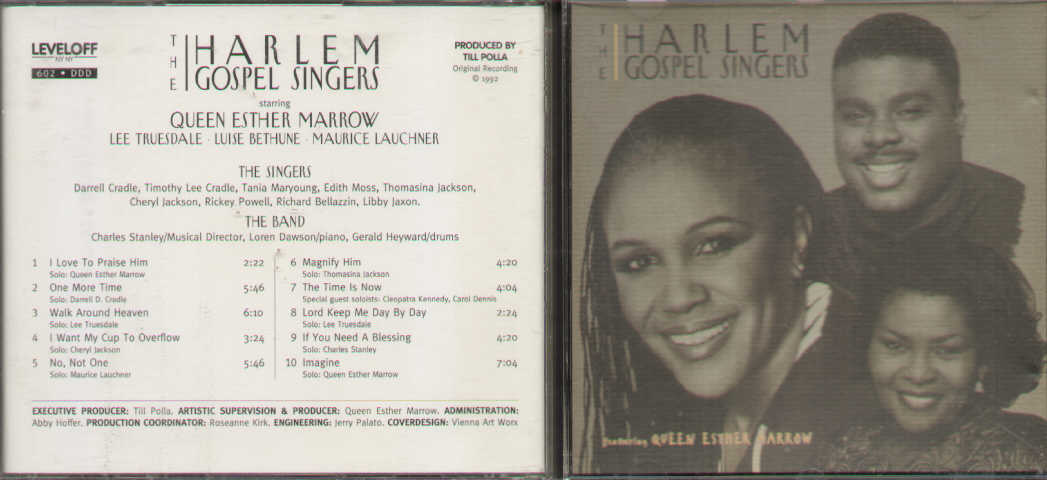 LEVELOFF
NY NY
602 • DDD
THE HARLEM
GOSPEL SINGERS
PRODUCED BY
TILL POLLA
Original Recording
© 1992
starring
QUEEN ESTHER MARROW
LEE TRUESDALE · LUISE BETHUNE · MAURICE LAUCHNER
THE SINGERS
Darrell Cradle, Timothy Lee Cradle, Tania Maryoung, Edith Moss, Thomasina Jackson,
Cheryl Jackson, Rickey Powell, Richard Bellazzin, Libby Jaxon.
THE BAND
Charles Stanley/Musical Director, Loren Dawson/piano, Gerald Heyward/drums
1 I Love To Praise Him 2:22
Solo: Queen Esther Marrow
2 One More Time 5:46
Solo: Darrell D. Cradle
3 Walk Around Heaven 6:10
Solo: Lee Truesdale
4 I Want My Cup To Overflow 3:24
Solo: Cheryl Jackson
5 No, Not One 5:46
Solo: Maurice Lauchner
6 Magnify Him 4:20
Solo: Thomasina Jackson
7 The Time Is Now 4:04
Special guest soloists: Cleopatra Kennedy, Carol Dennis
8 Lord Keep Me Day By Day 2:24
Solo: Lee Truesdale
9 If You Need A Blessing 4:20
Solo: Charles Stanley
10 Imagine 7:04
Solo: Queen Esther Marrow
EXECUTIVE PRODUCER: Till Polla. ARTISTIC SUPERVISION & PRODUCER: Queen Esther Marrow. ADMINISTRATION:
Abby Hoffer. PRODUCTION COORDINATOR: Roseanne Kirk. ENGINEERING: Jerry Palato. COVERDESIGN: Vienna Art Worx
THE HARLEM
GOSPEL SINGERS
featuring QUEEN ESTHER MARROW